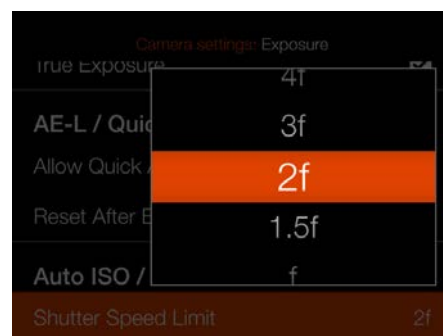 Camera settings: Exposure
True Exposure
4f
AE-L / Quic
3f
Allow Quick
2f
Reset After E
1.5f
Auto ISO /
f
Shutter Speed Limit 2f